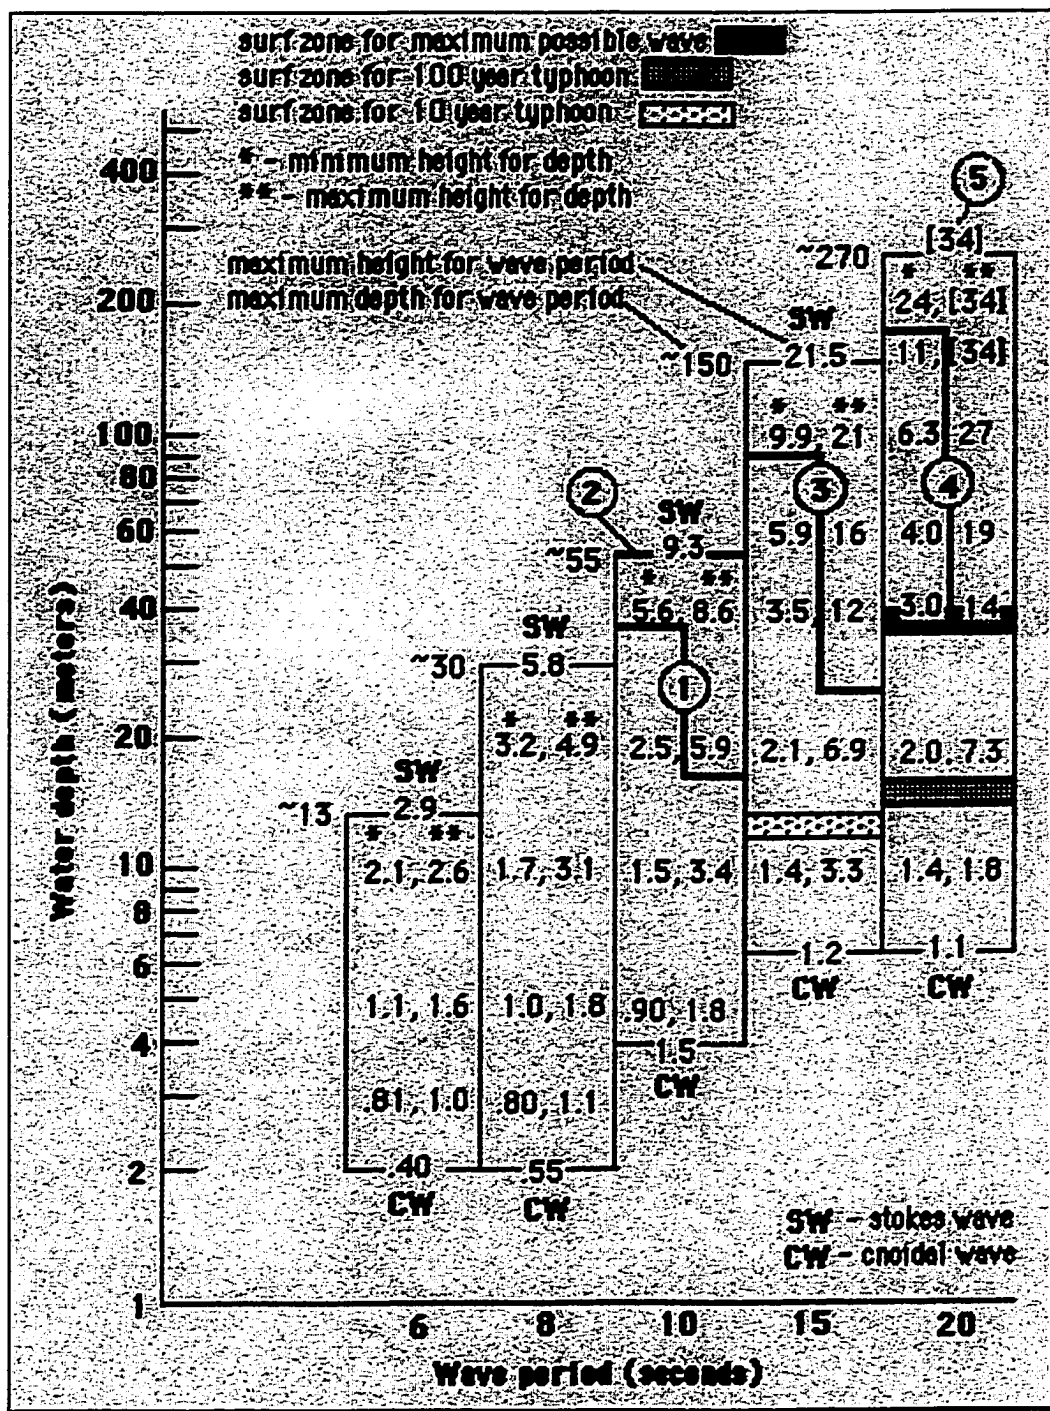 surf zone for maximum possible wave
surf zone for 100 year typhoon
surf zone for 10 year typhoon
* - minimum height for depth
** - maximum height for depth
400
5
[34]
~270
maximum height for wave period
* **
24, [34]
maximum depth for wave period
200
SW
~150
21.5
11, [34]
* **
100
9.9, 21
6.3, 27
80
2
3
4
60
SW
5.9, 16
4.0, 19
~55
9.3
* **
40
5.6, 8.6
3.5, 12
3.0, 14
SW
~30
5.8
1
* **
20
3.2, 4.9
2.5, 5.9
2.1, 6.9
2.0, 7.3
SW
~13
2.9
* **
10
2.1, 2.6
1.7, 3.1
1.5, 3.4
1.4, 3.3
1.4, 1.8
8
6
1.2
1.1
CW
CW
1.1, 1.6
1.0, 1.8
.90, 1.8
4
1.5
CW
.81, 1.0
.80, 1.1
2
.40
.55
CW
CW
SW - stokes wave
CW - cnoidal wave
1
6 8 10 15 20
Wave period (seconds)
Water depth (meters)